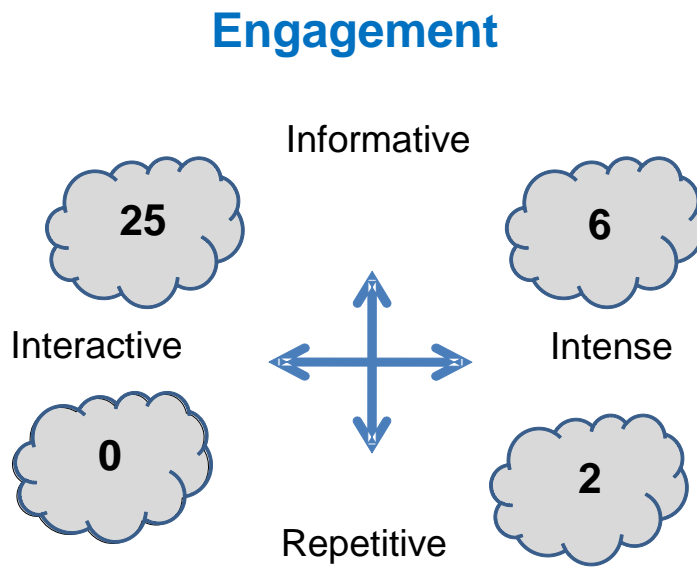 Engagement
Informative
25
6
Interactive
Intense
0
2
Repetitive